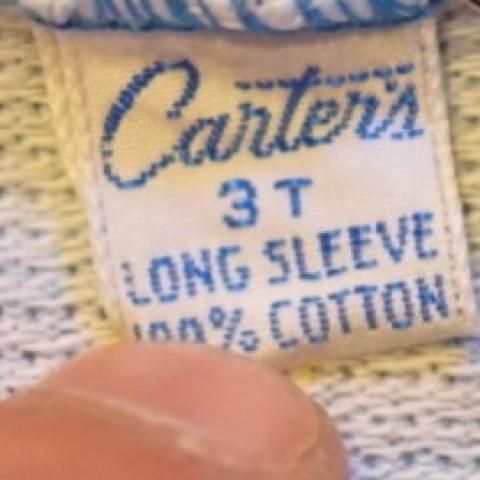 Carter's
3 T
LONG SLEEVE
100% COTTON